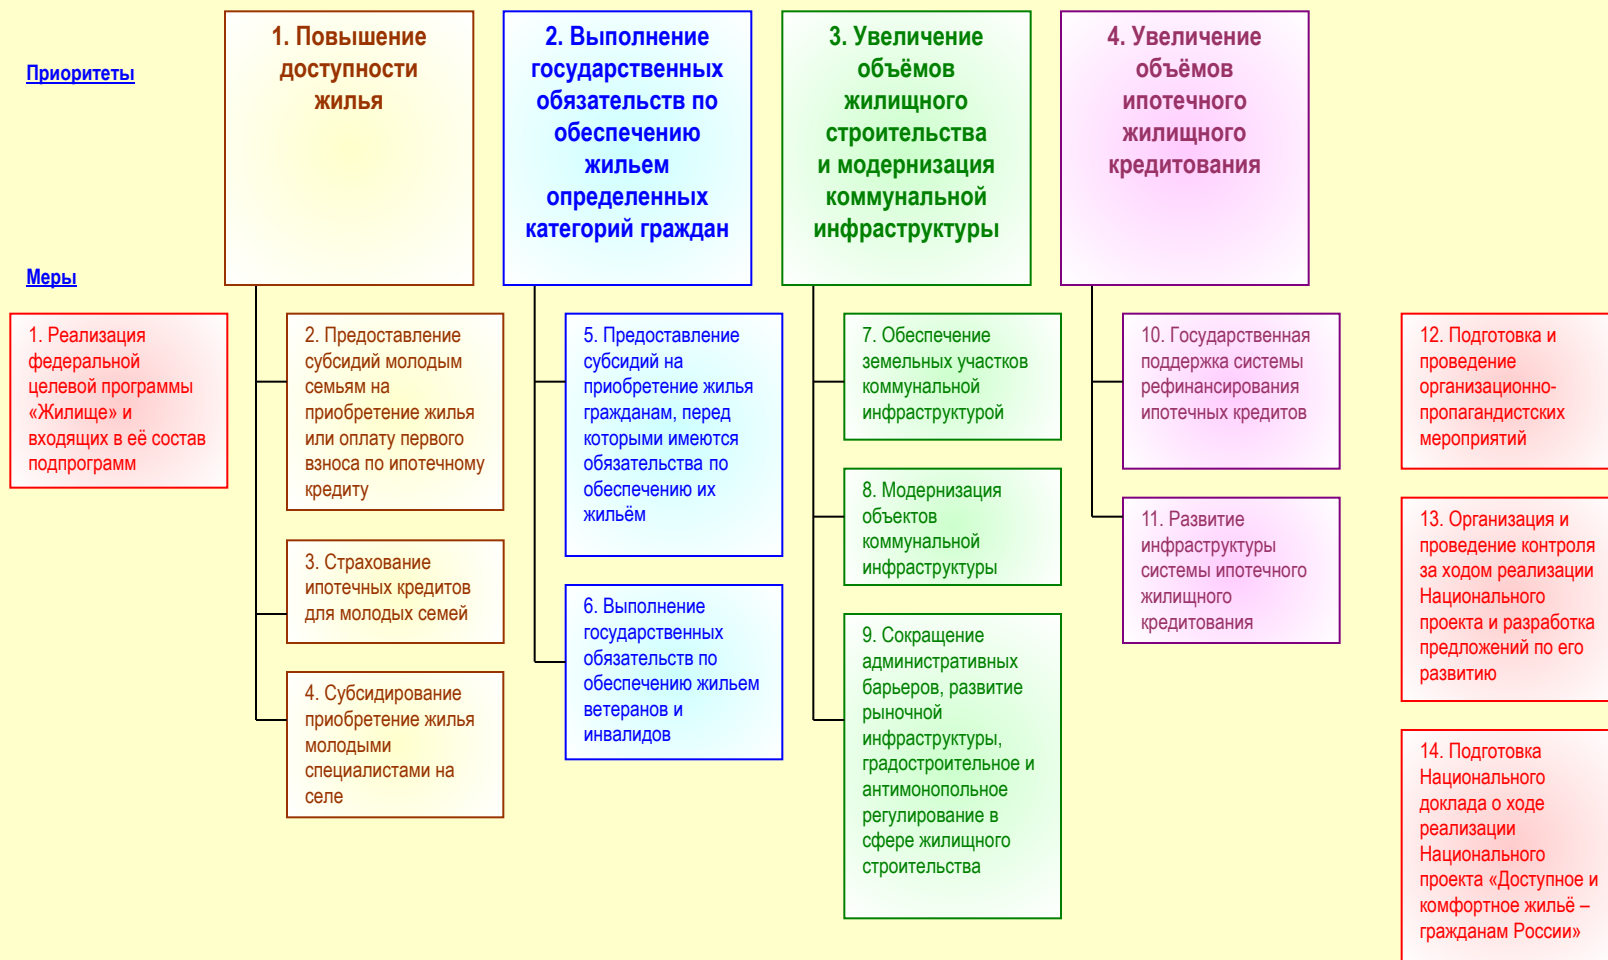 Приоритеты
1. Повышение
доступности
жилья
2. Выполнение
государственных
обязательств по
обеспечению
жильем
определенных
категорий граждан
3. Увеличение
объёмов
жилищного
строительства
и модернизация
коммунальной
инфраструктуры
4. Увеличение
объёмов
ипотечного
жилищного
кредитования
Меры
1. Реализация
федеральной
целевой программы
«Жилище» и
входящих в её состав
подпрограмм
2. Предоставление
субсидий молодым
семьям на
приобретение жилья
или оплату первого
взноса по ипотечному
кредиту
3. Страхование
ипотечных кредитов
для молодых семей
4. Субсидирование
приобретение жилья
молодыми
специалистами на
селе
5. Предоставление
субсидий на
приобретение жилья
гражданам, перед
которыми имеются
обязательства по
обеспечению их
жильём
6. Выполнение
государственных
обязательств по
обеспечению жильем
ветеранов и
инвалидов
7. Обеспечение
земельных участков
коммунальной
инфраструктурой
8. Модернизация
объектов
коммунальной
инфраструктуры
9. Сокращение
административных
барьеров, развитие
рыночной
инфраструктуры,
градостроительное и
антимонопольное
регулирование в
сфере жилищного
строительства
10. Государственная
поддержка системы
рефинансирования
ипотечных кредитов
11. Развитие
инфраструктуры
системы ипотечного
жилищного
кредитования
12. Подготовка и
проведение
организационно-
пропагандистских
мероприятий
13. Организация и
проведение контроля
за ходом реализации
Национального
проекта и разработка
предложений по его
развитию
14. Подготовка
Национального
доклада о ходе
реализации
Национального
проекта «Доступное и
комфортное жильё –
гражданам России»